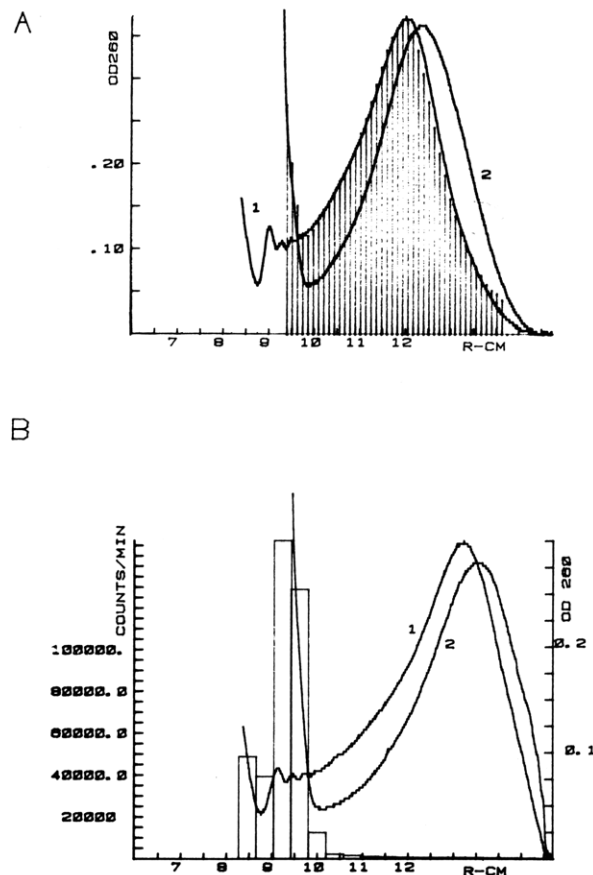 A
OD260
.20
.10
1
2
7 8 9 10 11 12 R-CM
B
COUNTS/MIN
OD 260
100000.
80000.0
60000.0
40000.0
20000
0.2
0.1
1
2
7 8 9 10 11 12 R-CM